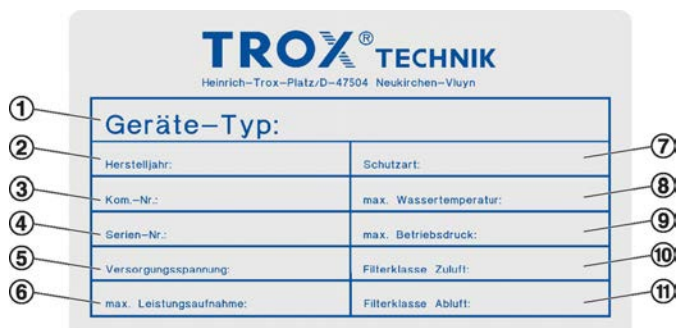 TROX® TECHNIK
Heinrich-Trox-Platz/D-47504 Neukirchen-Vluyn
① Geräte-Typ:
② Herstelljahr: Schutzart: ⑦
③ Kom.-Nr.: max. Wassertemperatur: ⑧
④ Serien-Nr.: max. Betriebsdruck: ⑨
⑤ Versorgungsspannung: Filterklasse Zuluft: ⑩
⑥ max. Leistungsaufnahme: Filterklasse Abluft: ⑪